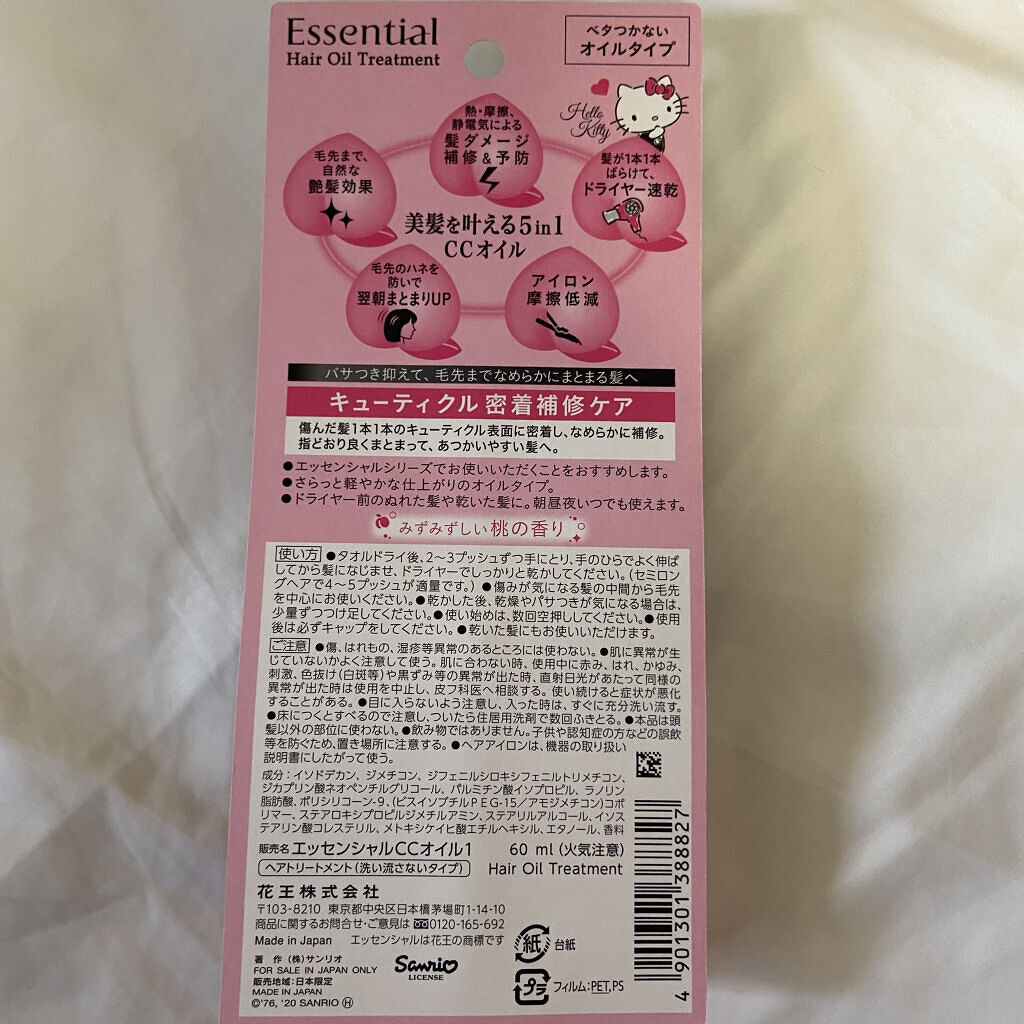 Essential
Hair Oil Treatment
ベタつかない
オイルタイプ
Hello
Kitty
熱・摩擦、
静電気による
髪ダメージ
補修&予防
毛先まで、
自然な
艶髪効果
髪が1本1本
ばらけて、
ドライヤー速乾
美髪を叶える5in1
CCオイル
毛先のハネを
防いで
翌朝まとまりUP
アイロン
摩擦低減
パサつき抑えて、毛先までなめらかにまとまる髪へ
キューティクル密着補修ケア
傷んだ髪1本1本のキューティクル表面に密着し、なめらかに補修。
指どおり良くまとまって、あつかいやすい髪へ。
●エッセンシャルシリーズでお使いいただくことをおすすめします。
●さらっと軽やかな仕上がりのオイルタイプ。
●ドライヤー前のぬれた髪や乾いた髪に。朝昼夜いつでも使えます。
みずみずしい桃の香り
使い方 ●タオルドライ後、2～3プッシュずつ手にとり、手のひらでよく伸ば
してから髪になじませ、ドライヤーでしっかりと乾かしてください。(セミロン
グヘアで4～5プッシュが適量です。) ●傷みが気になる髪の中間から毛先
を中心にお使いください。●乾かした後、乾燥やパサつきが気になる場合は、
少量ずつつけ足してください。●使い始めは、数回空押ししてください。●使用
後は必ずキャップをしてください。●乾いた髪にもお使いいただけます。
ご注意 ●傷、はれもの、湿疹等異常のあるところには使わない。●肌に異常が生
じていないかよく注意して使う。肌に合わない時、使用中に赤み、はれ、かゆみ、
刺激、色抜け(白斑等)や黒ずみ等の異常が出た時、直射日光があたって同様の
異常が出た時は使用を中止し、皮フ科医へ相談する。使い続けると症状が悪化
することがある。●目に入らないよう注意し、入った時は、すぐに充分洗い流す。
●床につくとすべるので注意し、ついたら住居用洗剤で数回ふきとる。●本品は頭
髪以外の部位に使わない。●飲み物ではありません。子供や認知症の方などの誤飲
等を防ぐため、置き場所に注意する。●ヘアアイロンは、機器の取り扱い
説明書にしたがって使う。
成分：イソドデカン、ジメチコン、ジフェニルシロキシフェニルトリメチコン、
ジカプリン酸ネオペンチルグリコール、パルミチン酸イソプロピル、ラノリン
脂肪酸、ポリシリコーン-9、(ビスイソブチルPEG-15/アモジメチコン)コポ
リマー、ステアロキシプロピルジメチルアミン、ステアリルアルコール、イソス
テアリン酸コレステリル、メトキシケイヒ酸エチルヘキシル、エタノール、香料
販売名 エッセンシャルCCオイル1 60 ml (火気注意)
ヘアトリートメント(洗い流さないタイプ) Hair Oil Treatment
花王株式会社
〒103-8210 東京都中央区日本橋茅場町1-14-10
商品に関するお問合せ・ご意見は 0120-165-692
Made in Japan エッセンシャルは花王の商標です
著 作 (株)サンリオ
FOR SALE IN JAPAN ONLY
販売地域：日本限定
MADE IN JAPAN
©'76, '20 SANRIO Ⓗ
Sanrio
LICENSE
紙 台紙
プラ フィルム：PET, PS
4 901301 388827